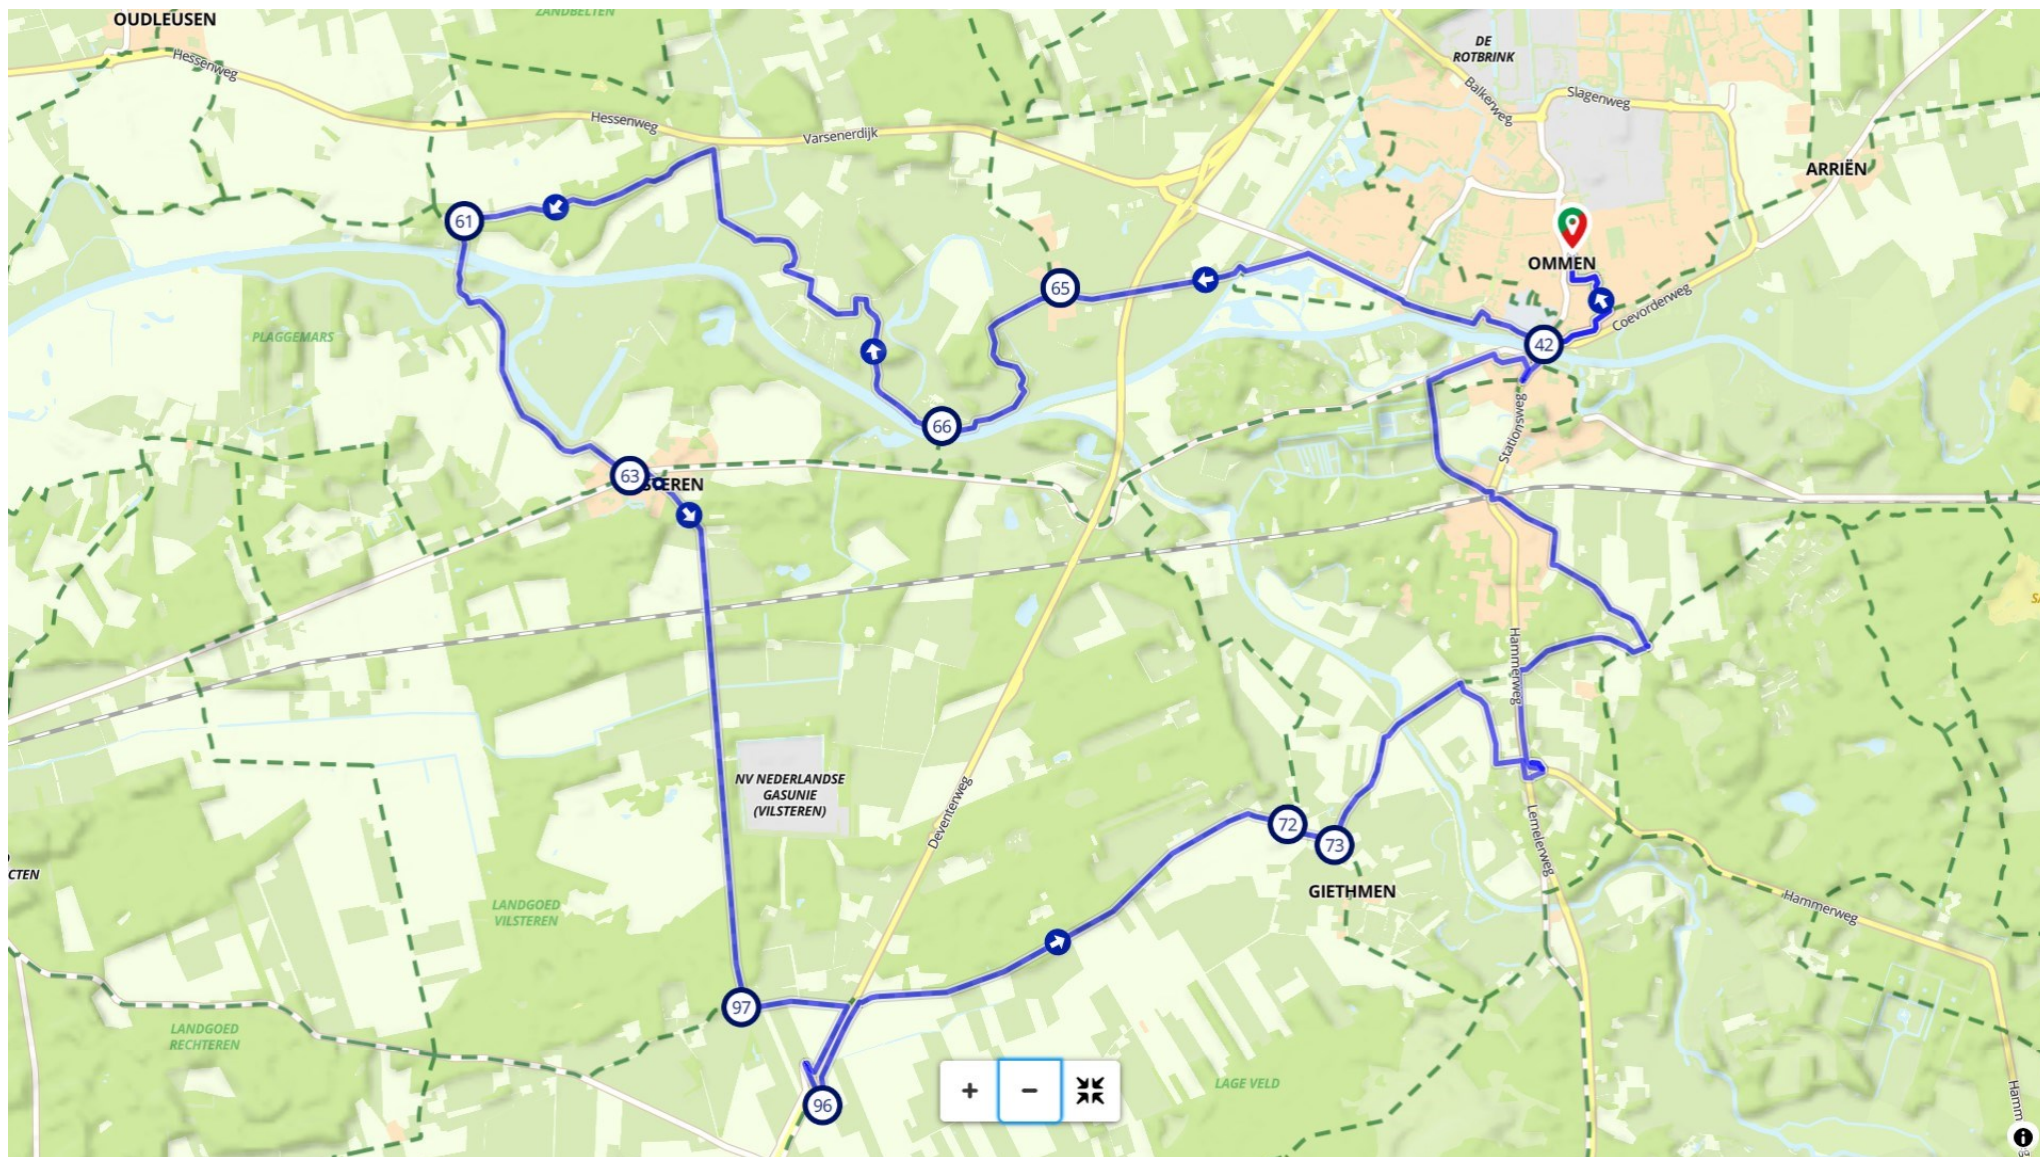 ZANDBELTEN
OUDLEUSEN
Hessenweg
Hessenweg
Varsenerdijk
DE
ROTBRINK
Balkerweg
Slagenweg
ARRIËN
OMMEN
Coevorderweg
61
65
42
66
63
PLAGGEMARS
Stationsweg
Hammerweg
NV NEDERLANDSE
GASUNIE
(VILSTEREN)
Deventerweg
72
73
GIETHMEN
Lemelerweg
Hammerweg
CTEN
LANDGOED
VILSTEREN
97
96
LANDGOED
RECHTEREN
LAGE VELD
+
−
Hamm